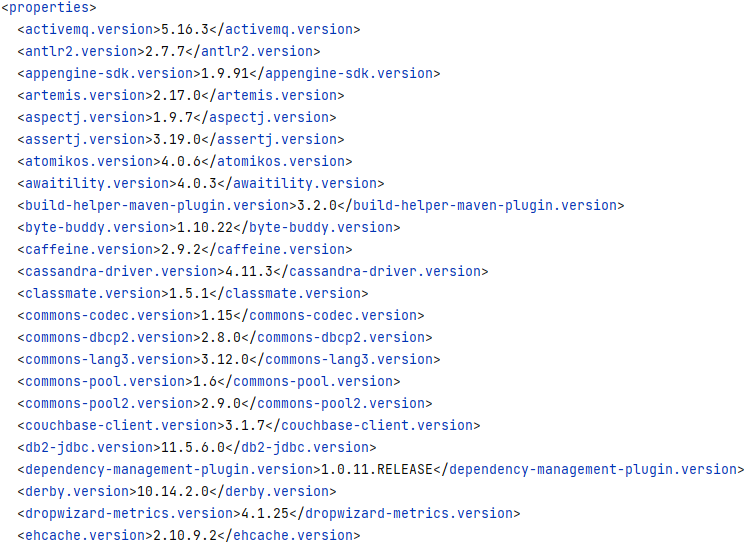 <properties>
<activemq.version>5.16.3</activemq.version>
<antlr2.version>2.7.7</antlr2.version>
<appengine-sdk.version>1.9.91</appengine-sdk.version>
<artemis.version>2.17.0</artemis.version>
<aspectj.version>1.9.7</aspectj.version>
<assertj.version>3.19.0</assertj.version>
<atomikos.version>4.0.6</atomikos.version>
<awaitility.version>4.0.3</awaitility.version>
<build-helper-maven-plugin.version>3.2.0</build-helper-maven-plugin.version>
<byte-buddy.version>1.10.22</byte-buddy.version>
<caffeine.version>2.9.2</caffeine.version>
<cassandra-driver.version>4.11.3</cassandra-driver.version>
<classmate.version>1.5.1</classmate.version>
<commons-codec.version>1.15</commons-codec.version>
<commons-dbcp2.version>2.8.0</commons-dbcp2.version>
<commons-lang3.version>3.12.0</commons-lang3.version>
<commons-pool.version>1.6</commons-pool.version>
<commons-pool2.version>2.9.0</commons-pool2.version>
<couchbase-client.version>3.1.7</couchbase-client.version>
<db2-jdbc.version>11.5.6.0</db2-jdbc.version>
<dependency-management-plugin.version>1.0.11.RELEASE</dependency-management-plugin.version>
<derby.version>10.14.2.0</derby.version>
<dropwizard-metrics.version>4.1.25</dropwizard-metrics.version>
<ehcache.version>2.10.9.2</ehcache.version>